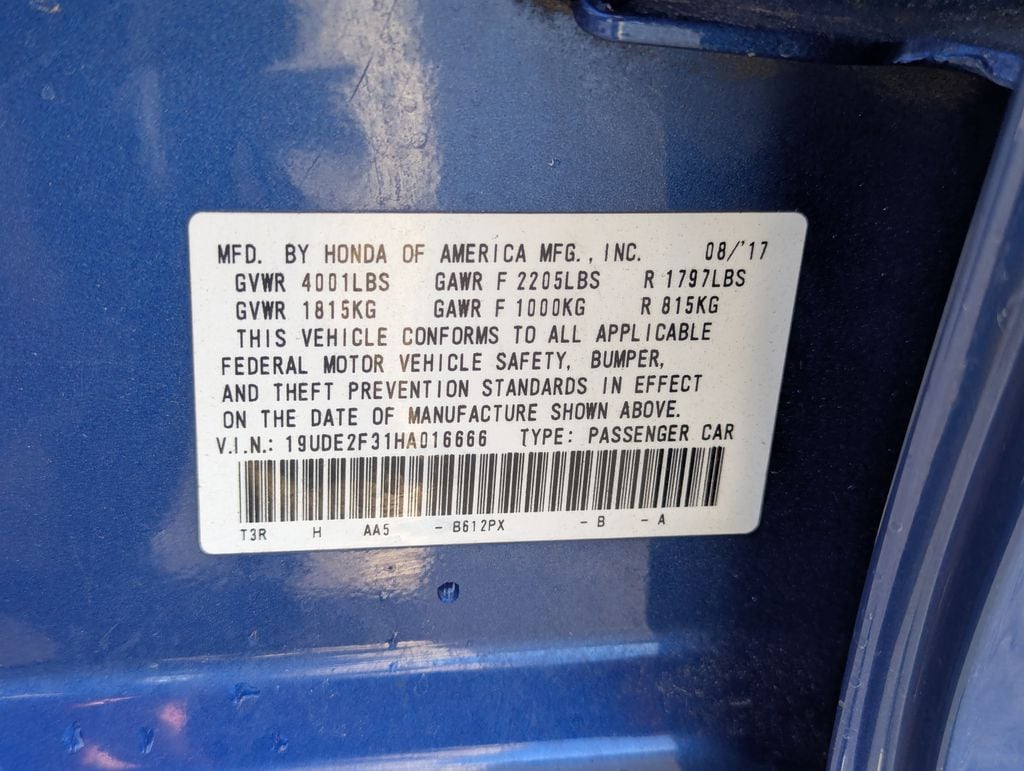 MFD. BY HONDA OF AMERICA MFG., INC. 08/'17
GVWR 4001LBS GAWR F 2205LBS R 1797LBS
GVWR 1815KG GAWR F 1000KG R 815KG
THIS VEHICLE CONFORMS TO ALL APPLICABLE
FEDERAL MOTOR VEHICLE SAFETY, BUMPER,
AND THEFT PREVENTION STANDARDS IN EFFECT
ON THE DATE OF MANUFACTURE SHOWN ABOVE.
V.I.N.: 19UDE2F31HA016666 TYPE: PASSENGER CAR
T3R H AA5 - B612PX - B - A